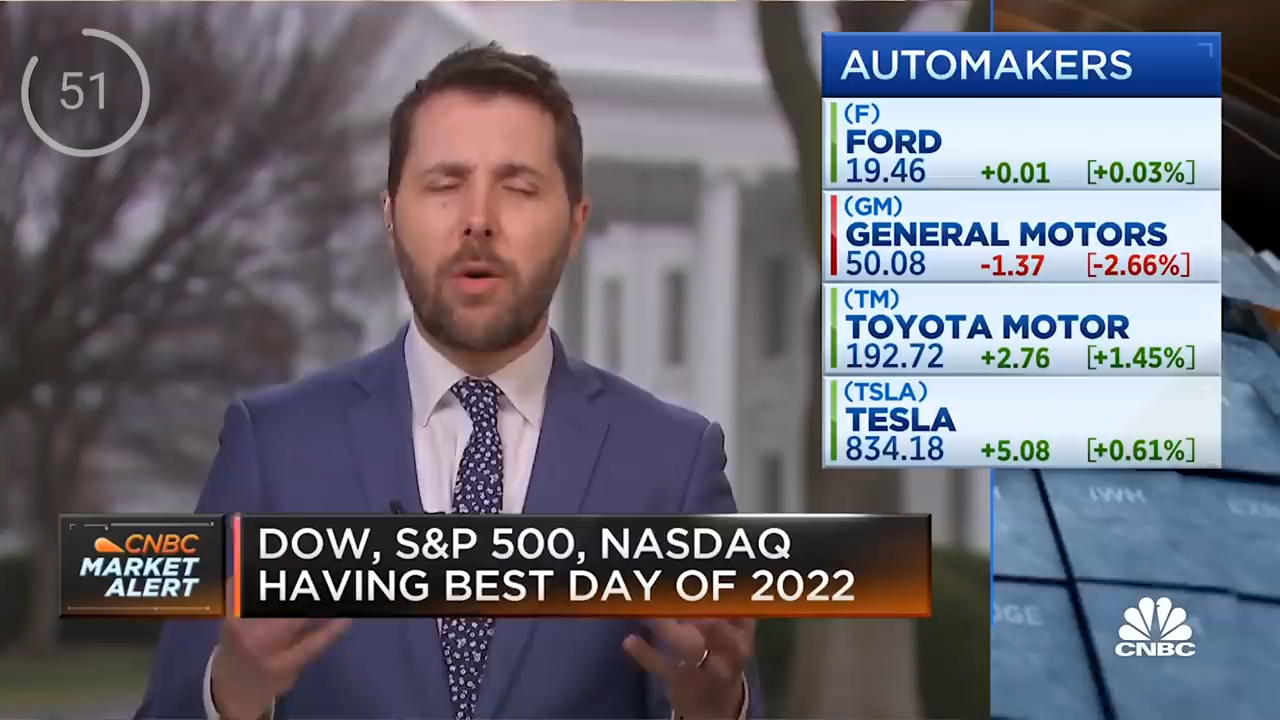 51
AUTOMAKERS
(F)
FORD
19.46 +0.01 [+0.03%]
(GM)
GENERAL MOTORS
50.08 -1.37 [-2.66%]
(TM)
TOYOTA MOTOR
192.72 +2.76 [+1.45%]
(TSLA)
TESLA
834.18 +5.08 [+0.61%]
CNBC
MARKET
ALERT
DOW, S&P 500, NASDAQ
HAVING BEST DAY OF 2022
IWH
CNBC